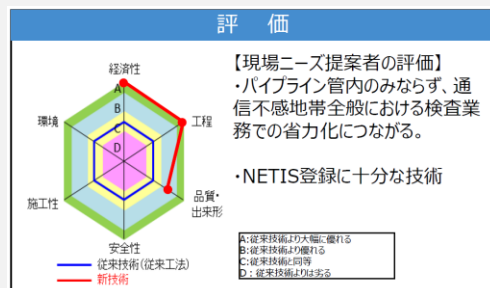 評 価
経済性
A
B
C
D
環境
工程
施工性
品質・
出来形
安全性
従来技術(従来工法)
新技術
【現場ニーズ提案者の評価】
・パイプライン管内のみならず、通
信不感地帯全般における検査業
務での省力化につながる。
・NETIS登録に十分な技術
A:従来技術より大幅に優れる
B:従来技術より優れる
C:従来技術と同等
D:従来技術よりは劣る